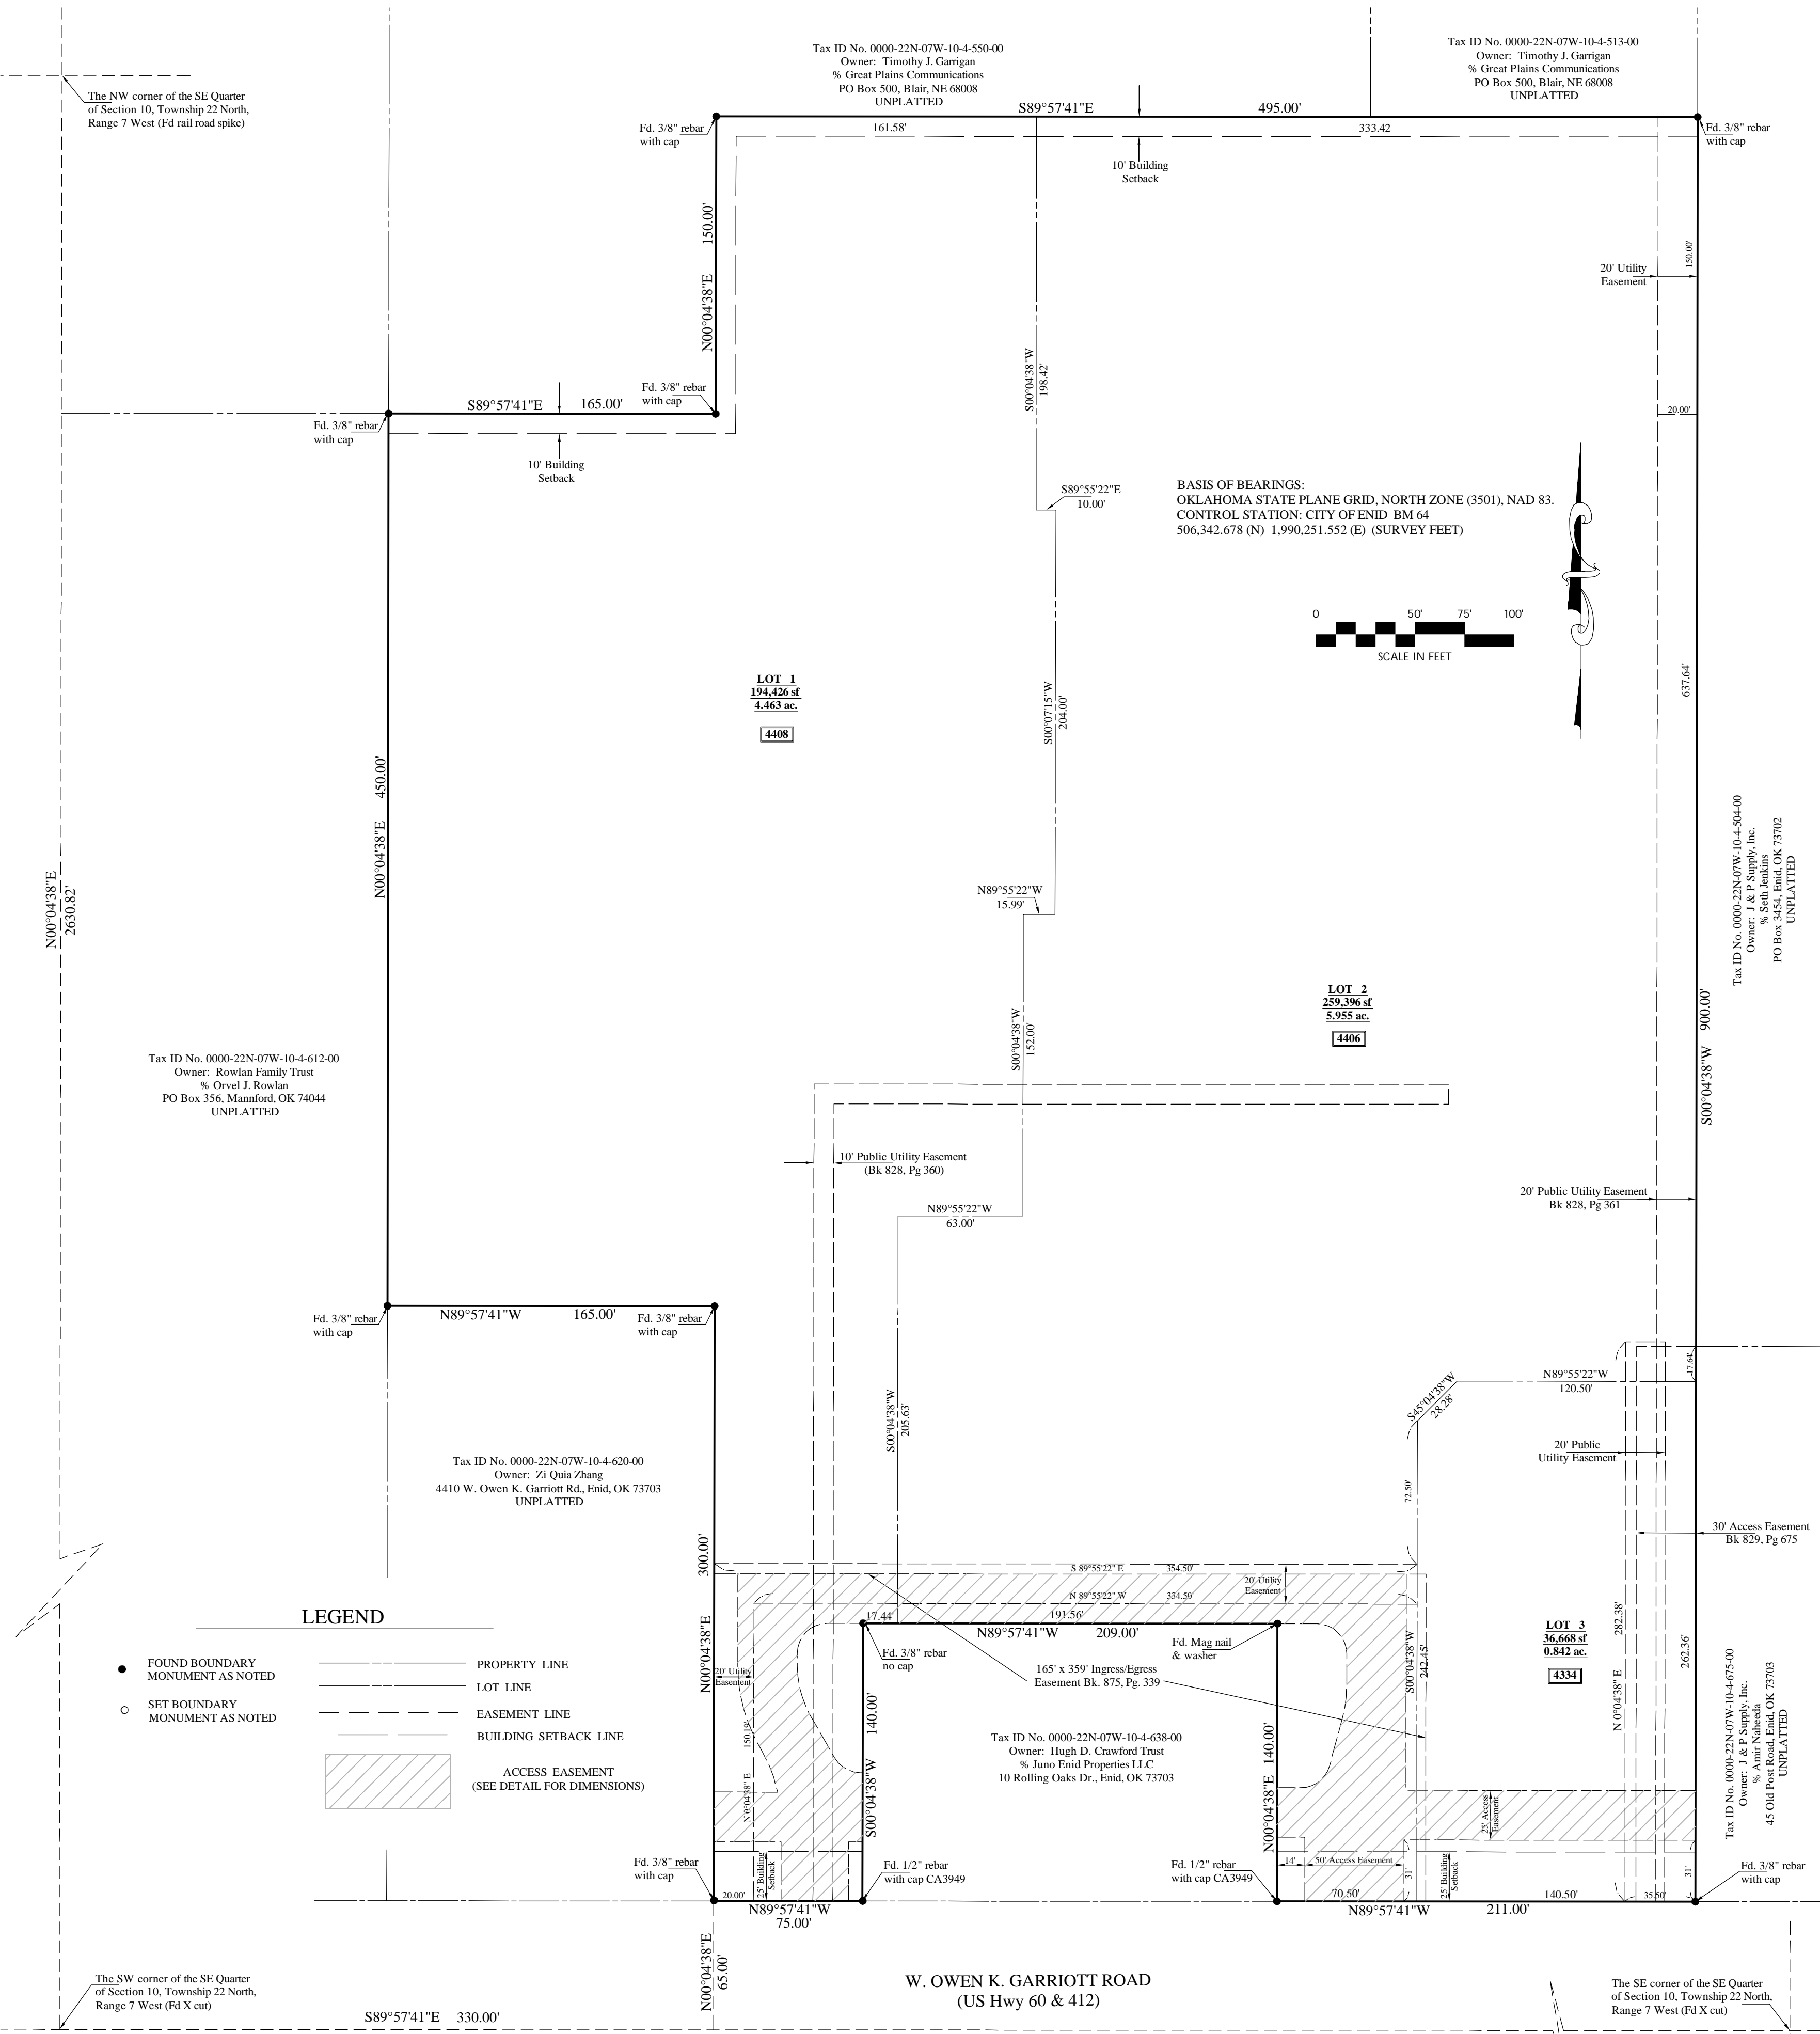 Tax ID No. 0000-22N-07W-10-4-550-00
Owner: Timothy J. Garrigan
% Great Plains Communications
PO Box 500, Blair, NE 68008
UNPLATTED
Tax ID No. 0000-22N-07W-10-4-513-00
Owner: Timothy J. Garrigan
% Great Plains Communications
PO Box 500, Blair, NE 68008
UNPLATTED
The NW corner of the SE Quarter
of Section 10, Township 22 North,
Range 7 West (Fd rail road spike)
S89°57'41"E 495.00'
161.58'
333.42
Fd. 3/8" rebar
with cap
Fd. 3/8" rebar
with cap
10' Building
Setback
N00°04'38"E 150.00'
150.00'
20' Utility
Easement
S00°04'38"W
198.42'
Fd. 3/8" rebar
with cap
S89°57'41"E 165.00'
Fd. 3/8" rebar
with cap
20.00'
10' Building
Setback
S89°55'22"E
10.00'
BASIS OF BEARINGS:
OKLAHOMA STATE PLANE GRID, NORTH ZONE (3501), NAD 83.
CONTROL STATION: CITY OF ENID BM 64
506,342.678 (N) 1,990,251.552 (E) (SURVEY FEET)
0 50' 75' 100'
SCALE IN FEET
LOT 1
194,426 sf
4.463 ac.
4408
S00°07'15"W
204.00'
637.64'
N00°04'38"E 450.00'
N00°04'38"E
2630.82'
N89°55'22"W
15.99'
Tax ID No. 0000-22N-07W-10-4-504-00
Owner: J & P Supply, Inc.
% Seth Jenkins
PO Box 3454, Enid, OK 73702
UNPLATTED
LOT 2
259,396 sf
5.955 ac.
4406
S00°04'38"W 900.00'
S00°04'38"W
152.00'
Tax ID No. 0000-22N-07W-10-4-612-00
Owner: Rowlan Family Trust
% Orvel J. Rowlan
PO Box 356, Mannford, OK 74044
UNPLATTED
10' Public Utility Easement
(Bk 828, Pg 360)
20' Public Utility Easement
Bk 828, Pg 361
N89°55'22"W
63.00'
Fd. 3/8" rebar
with cap
N89°57'41"W 165.00'
Fd. 3/8" rebar
with cap
S00°04'38"W
205.63'
N89°55'22"W
120.50'
17.64'
S45°04'38"W
28.28'
20' Public
Utility Easement
Tax ID No. 0000-22N-07W-10-4-620-00
Owner: Zi Quia Zhang
4410 W. Owen K. Garriott Rd., Enid, OK 73703
UNPLATTED
72.50'
30' Access Easement
Bk 829, Pg 675
N00°04'38"E 300.00'
S 89°55'22" E 354.50'
20' Utility
Easement
N 89°55'22" W 334.50'
17.44'
191.56'
N89°57'41"W 209.00'
Fd. 3/8" rebar
no cap
Fd. Mag nail
& washer
165' x 359' Ingress/Egress
Easement Bk. 875, Pg. 339
S00°04'38"W
242.45'
LOT 3
36,668 sf
0.842 ac.
4334
N 0°04'38" E 282.38'
262.36'
LEGEND
FOUND BOUNDARY
MONUMENT AS NOTED
SET BOUNDARY
MONUMENT AS NOTED
PROPERTY LINE
LOT LINE
EASEMENT LINE
BUILDING SETBACK LINE
ACCESS EASEMENT
(SEE DETAIL FOR DIMENSIONS)
20' Utility
Easement
N 0°04'38" E 150.19'
S00°04'38"W 140.00'
Tax ID No. 0000-22N-07W-10-4-638-00
Owner: Hugh D. Crawford Trust
% Juno Enid Properties LLC
10 Rolling Oaks Dr., Enid, OK 73703
N00°04'38"E 140.00'
Tax ID No. 0000-22N-07W-10-4-675-00
Owner: J & P Supply, Inc.
% Amir Naheeda
45 Old Post Road, Enid, OK 73703
UNPLATTED
25' Access
Easement
Fd. 3/8" rebar
with cap
25' Building
Setback
Fd. 1/2" rebar
with cap CA3949
Fd. 1/2" rebar
with cap CA3949
14'
50' Access Easement
31'
25' Building
Setback
31'
Fd. 3/8" rebar
with cap
20.00'
N89°57'41"W
75.00'
70.50'
140.50'
35.50'
N89°57'41"W 211.00'
N00°04'38"E
65.00'
W. OWEN K. GARRIOTT ROAD
(US Hwy 60 & 412)
The SW corner of the SE Quarter
of Section 10, Township 22 North,
Range 7 West (Fd X cut)
S89°57'41"E 330.00'
The SE corner of the SE Quarter
of Section 10, Township 22 North,
Range 7 West (Fd X cut)